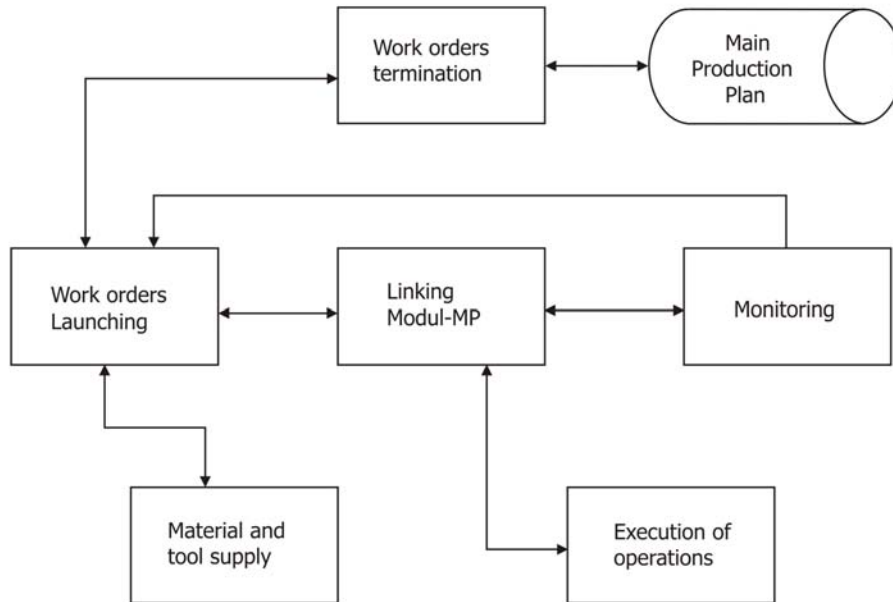 Work orders
termination
Main
Production
Plan
Work orders
Launching
Linking
Modul-MP
Monitoring
Material and
tool supply
Execution of
operations